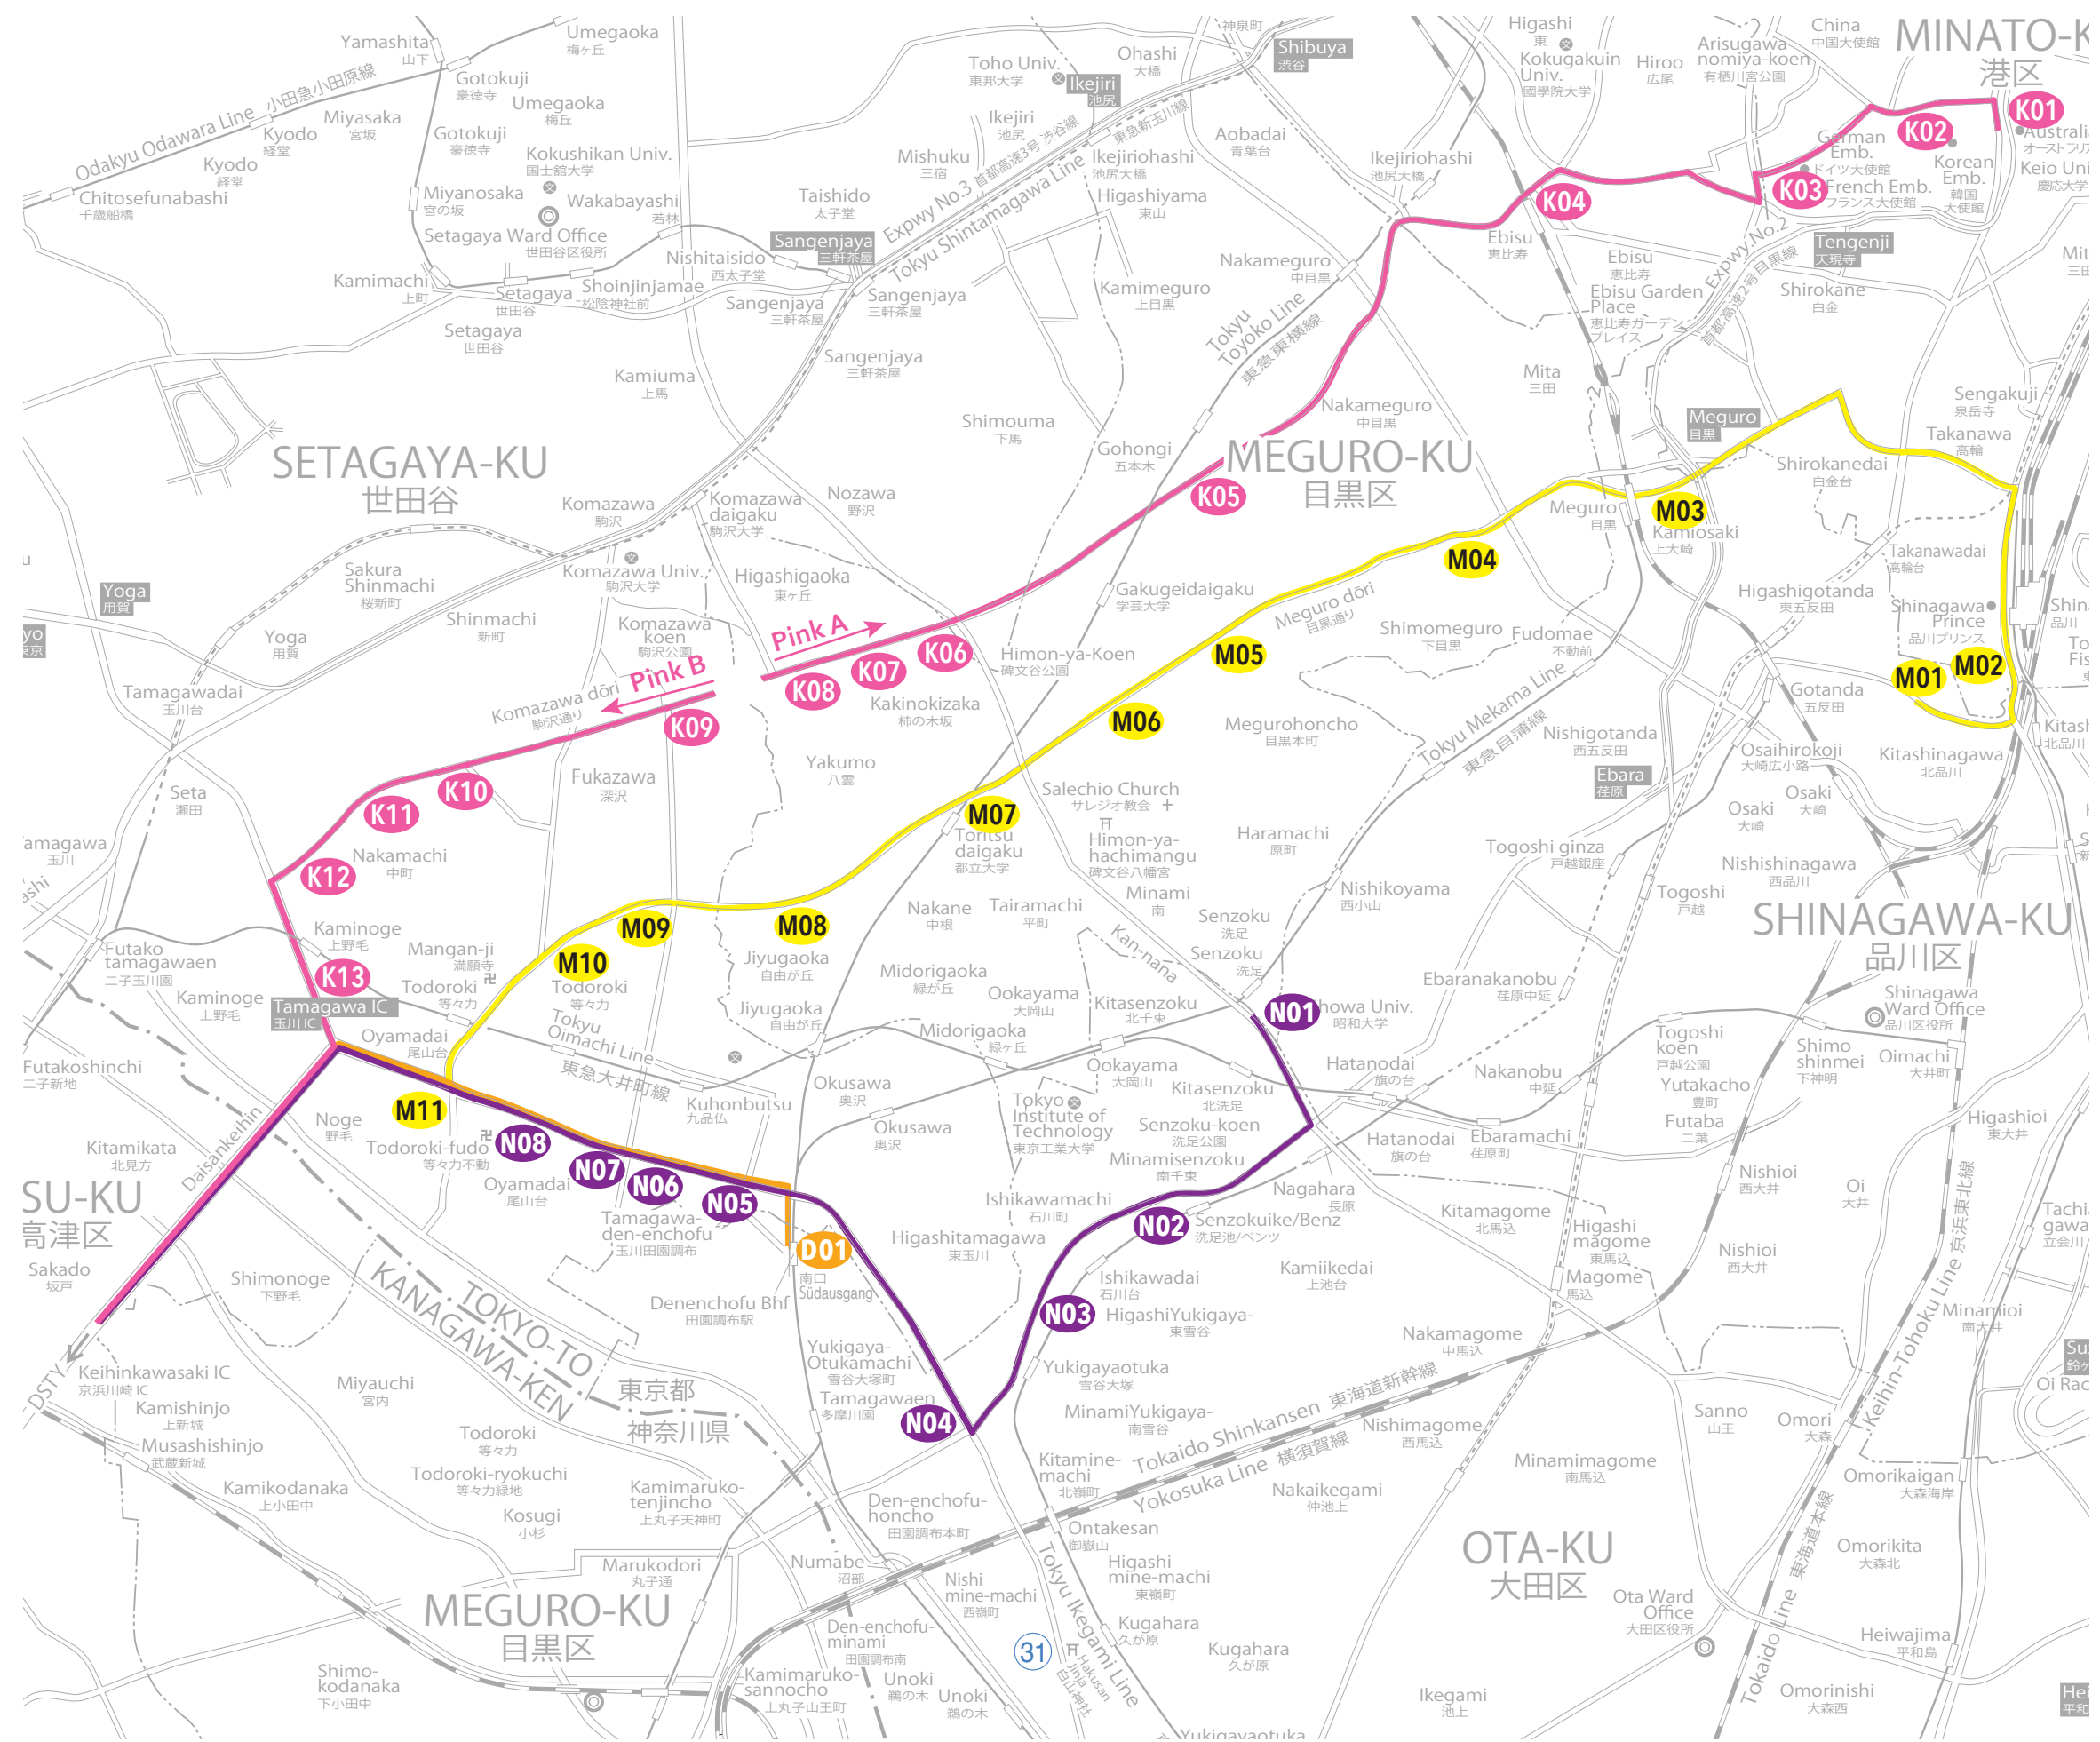 Yamashita
山下
Umegaoka
梅ヶ丘
Gotokuji
豪徳寺
Odakyu Odawara Line 小田急小田原線
Miyasaka
宮坂
Kyodo
経堂
Kyodo
経堂
Umegaoka
梅丘
Gotokuji
豪徳寺
Kokushikan Univ.
国士舘大学
Chitosefunabashi
千歳船橋
Miyanosaka
宮の坂
Wakabayashi
若林
Setagaya Ward Office
世田谷区役所
Kamimachi
上町
Setagaya
世田谷
Shoinjinjamae
松陰神社前
Setagaya
世田谷
Nishitaisido
西太子堂
Taishido
太子堂
Sangenjaya
三軒茶屋
Sangenjaya
三軒茶屋
Sangenjaya
三軒茶屋
Sangenjaya
三軒茶屋
Toho Univ.
東邦大学
Ikejiri
池尻
Ohashi
大橋
神泉町
Shibuya
渋谷
Ikejiri
池尻
Mishuku
三宿
Expwy No.3 首都高速3号 渋谷線
Tokyu Shintamagawa Line 東急新玉川線
Ikejiriohashi
池尻大橋
Higashiyama
東山
Aobadai
青葉台
Ikejiriohashi
池尻大橋
Nakameguro
中目黒
Kamimeguro
上目黒
Tokyu
Toyoko Line
東急東横線
Higashi
東
Kokugakuin
Univ.
國學院大学
Hiroo
広尾
Arisugawa
nomiya-koen
有栖川宮公園
China
中国大使館
MINATO-K
港区
K01
K02
K03
K04
Australia
オーストラリア
German
Emb.
ドイツ大使館
Korean
Emb.
韓国
大使館
Keio Uni
慶応大学
French Emb.
フランス大使館
Tengenji
天現寺
Ebisu
恵比寿
Ebisu
恵比寿
Expwy.No.2
首都高速2号目黒線
Ebisu Garden
Place
恵比寿ガーデン
プレイス
Shirokane
白金
Mit
三田
Mita
三田
Sengakuji
泉岳寺
Takanawa
高輪
Meguro
目黒
Shirokanedai
白金台
Kamiuma
上馬
SETAGAYA-KU
世田谷
Shimouma
下馬
Gohongi
五本木
Nakameguro
中目黒
MEGURO-KU
目黒区
K05
Meguro
目黒
M03
Kamiosaki
上大崎
M04
Takanawadai
高輪台
Higashigotanda
東五反田
Shinagawa
Prince
品川プリンス
M01
M02
Shin
品川
To
Fis
Komazawa
駒沢
Komazawa
daigaku
駒沢大学
Nozawa
野沢
Sakura
Shinmachi
桜新町
Komazawa Univ.
駒沢大学
Higashigaoka
東ヶ丘
Gakugeidaigaku
学芸大学
Yoga
用賀
yo
東京
Yoga
用賀
Shinmachi
新町
Komazawa
koen
駒沢公園
Pink A
Pink B
K06
K07
K08
K09
Himon-ya-Koen
碑文谷公園
Meguro dōri
目黒通り
M05
Shimomeguro
下目黒
Fudomae
不動前
Gotanda
五反田
Tamagawadai
玉川台
Komazawa dōri
駒沢通り
Kakinokizaka
柿の木坂
M06
Megurohoncho
目黒本町
Tokyu Mekama Line
東急目蒲線
Nishigotanda
西五反田
Osaihirokoji
大崎広小路
Kitashinagawa
北品川
Kitash
北品川
Seta
瀬田
K10
K11
K12
Fukazawa
深沢
Yakumo
八雲
Salechio Church
サレジオ教会
Ebara
荏原
Osaki
大崎
Osaki
大崎
M07
Toritsu
daigaku
都立大学
Himon-ya-
hachimangu
碑文谷八幡宮
Haramachi
原町
Togoshi ginza
戸越銀座
Nishishinagawa
西品川
Togoshi
戸越
amagawa
玉川
Nakamachi
中町
Minami
南
Nishikoyama
西小山
SHINAGAWA-KU
品川区
Kaminoge
上野毛
M09
M08
Nakane
中根
Tairamachi
平町
Senzoku
洗足
Kan-nana
Senzoku
洗足
Futako
tamagawaen
二子玉川園
K13
Mangan-ji
満願寺
M10
Jiyugaoka
自由が丘
Midorigaoka
緑が丘
Ookayama
大岡山
Kitasenzoku
北千束
Ebaranakanobu
荏原中延
Kaminoge
上野毛
Tamagawa IC
玉川 IC
Todoroki
等々力
Todoroki
等々力
N01
Showa Univ.
昭和大学
Shinagawa
Ward Office
品川区役所
Oyamadai
尾山台
Tokyu
Oimachi Line
東急大井町線
Jiyugaoka
自由が丘
Midorigaoka
緑ヶ丘
Ookayama
大岡山
Hatanodai
旗の台
Togoshi
koen
戸越公園
Shimo
shinmei
下神明
Oimachi
大井町
Futakoshinchi
二子新地
Okusawa
奥沢
Kitasenzoku
北洗足
Nakanobu
中延
Yutakacho
豊町
M11
Kuhonbutsu
九品仏
Tokyo
Institute of
Technology
東京工業大学
Noge
野毛
Okusawa
奥沢
Senzoku-koen
洗足公園
Futaba
二葉
Higashioi
東大井
Kitamikata
北見方
Todoroki-fudo
等々力不動
N08
N07
N06
N05
Minamisenzoku
南千束
Hatanodai
旗の台
Ebaramachi
荏原町
Nishioi
西大井
Daisankeihin
Oyamadai
尾山台
Nagahara
長原
Oi
大井
SU-KU
高津区
Tamagawa-
den-enchofu
玉川田園調布
Ishikawamachi
石川町
N02
Senzokuike/Benz
洗足池/ベンツ
Kitamagome
北馬込
Higashi
magome
東馬込
Nishioi
西大井
Tachi
gawa
立会川
D01
南口
Südausgang
Higashitamagawa
東玉川
Sakado
坂戸
Shimonoge
下野毛
KANAGAWA-KEN
TOKYO-TO
Denenchofu Bhf
田園調布駅
Ishikawadai
石川台
Kamiikedai
上池台
Magome
馬込
N03
HigashiYukigaya-
東雪谷
Minamioi
南大井
Keihin-Tohoku Line 京浜東北線
Yukigaya-
Otukamachi
雪谷大塚町
Yukigayaotuka
雪谷大塚
Nakamagome
中馬込
DSTY
Keihinkawasaki IC
京浜川崎 IC
Miyauchi
宮内
東京都
神奈川県
Tamagawaen
多摩川園
N04
MinamiYukigaya-
南雪谷
Tokaido Shinkansen 東海道新幹線
Yokosuka Line 横須賀線
Nishimagome
西馬込
Sanno
山王
Omori
大森
Oi Rac
Kamishinjo
上新城
Musashishinjo
武蔵新城
Todoroki
等々力
Kitamine-
machi
北嶺町
Minamimagome
南馬込
Omorikaigan
大森海岸
Kamikodanaka
上小田中
Todoroki-ryokuchi
等々力緑地
Kamimaruko-
tenjincho
上丸子天神町
Den-enchofu-
honcho
田園調布本町
Nakaikegami
仲池上
Kosugi
小杉
Ontakesan
御嶽山
OTA-KU
大田区
Omorikita
大森北
Marukodori
丸子通
Numabe
沼部
Higashi
mine-machi
東嶺町
Nishi
mine-machi
西嶺町
Tokyu Ikegami Line
Ota Ward
Office
大田区役所
MEGURO-KU
目黒区
Den-enchofu-
minami
田園調布南
31
Hakusan
Jinja
白山神社
Kugahara
久が原
Kugahara
久が原
Heiwajima
平和島
Tokaido Line 東海道本線
Shimo-
kodanaka
下小田中
Kamimaruko-
sannocho
上丸子山王町
Unoki
鵜の木
Unoki
鵜の木
Ikegami
池上
Omorinishi
大森西
Hei
平和
Yukigayaotuka